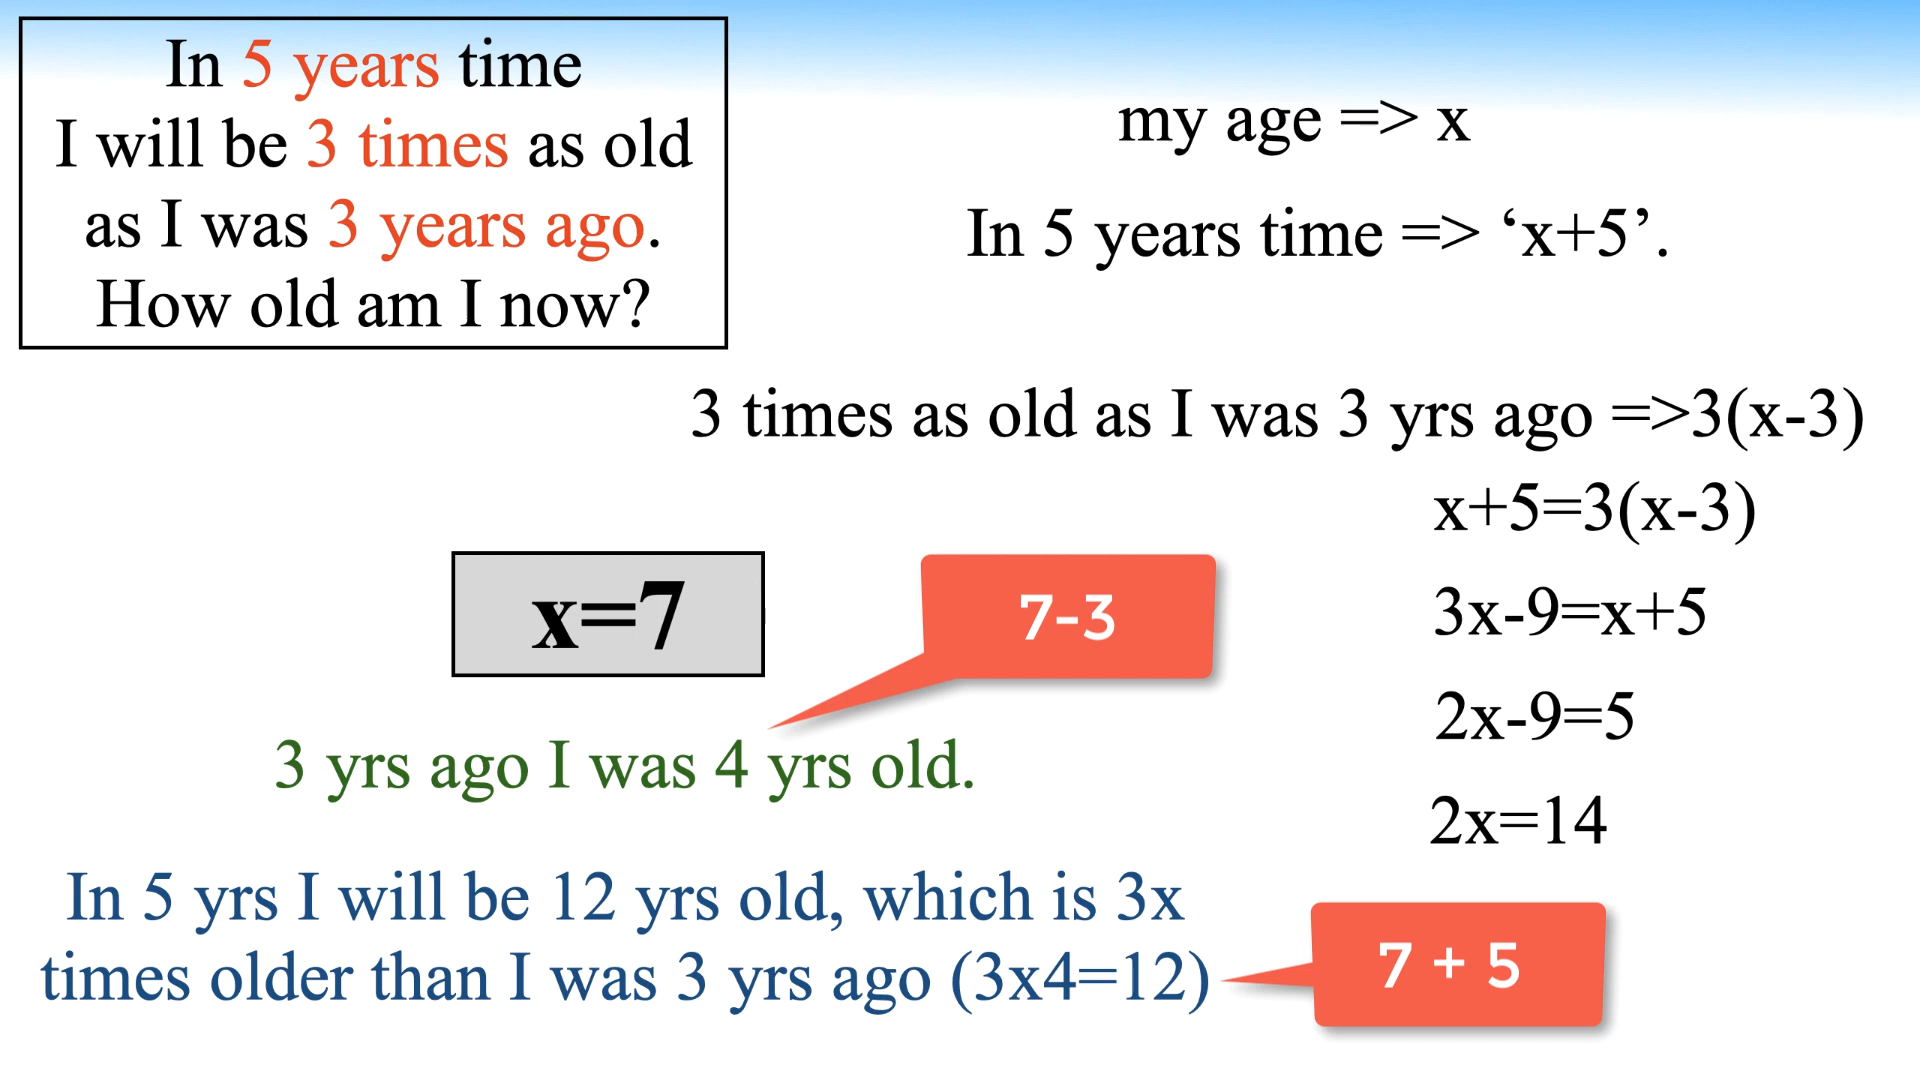 In 5 years time
I will be 3 times as old
as I was 3 years ago.
How old am I now?
my age => x
In 5 years time => ‘x+5’.
3 times as old as I was 3 yrs ago =>3(x-3)
x+5=3(x-3)
3x-9=x+5
2x-9=5
2x=14
x=7
7-3
3 yrs ago I was 4 yrs old.
In 5 yrs I will be 12 yrs old, which is 3x
times older than I was 3 yrs ago (3x4=12)
7 + 5